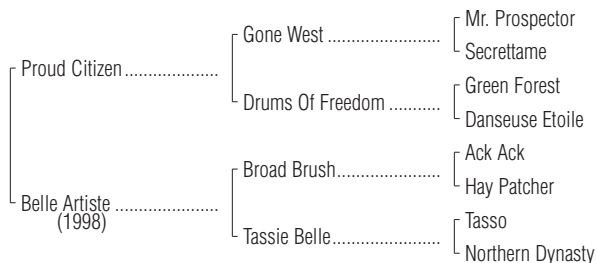 Mr. Prospector
Gone West ........................
Secrettame
Proud Citizen ....................
Green Forest
Drums Of Freedom ...........
Danseuse Etoile
Ack Ack
Broad Brush......................
Hay Patcher
Belle Artiste ......................
(1998)
Tasso
Tassie Belle.......................
Northern Dynasty